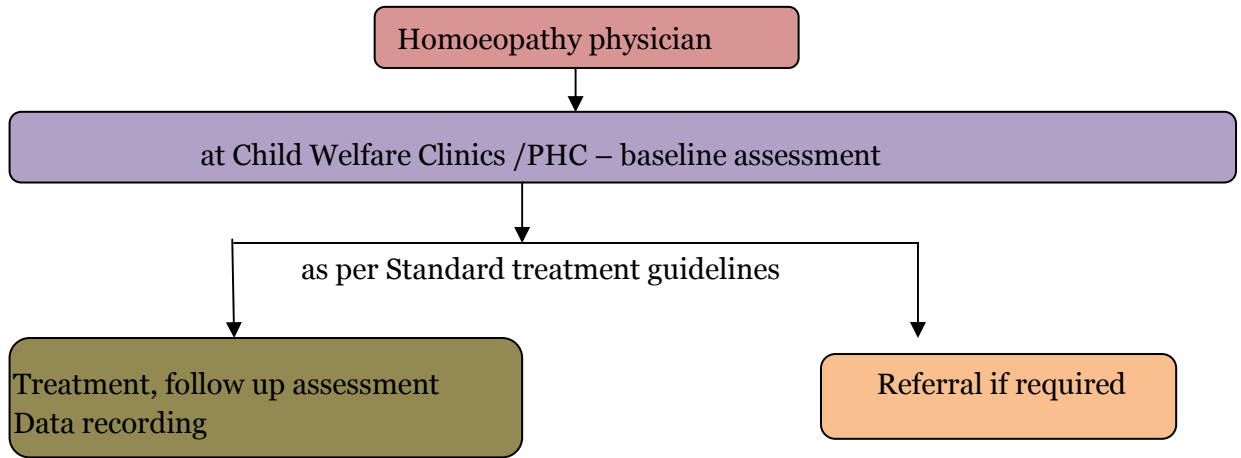 Homoeopathy physician
at Child Welfare Clinics /PHC – baseline assessment
as per Standard treatment guidelines
Treatment, follow up assessment
Data recording
Referral if required